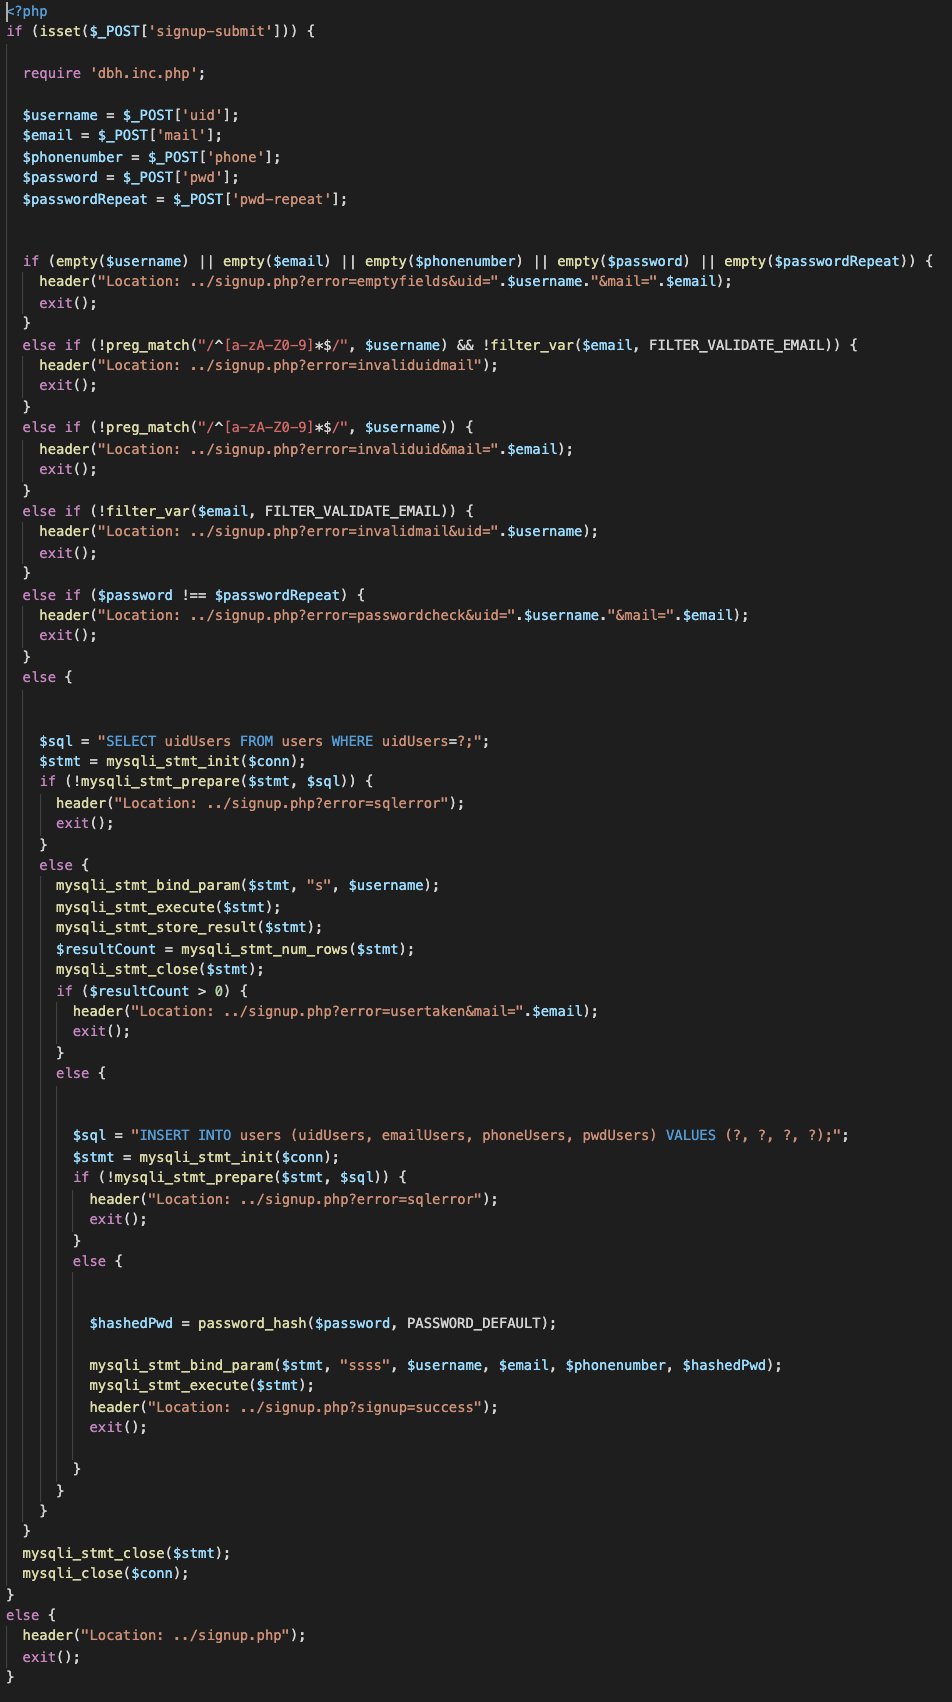 <?php
if (isset($_POST['signup-submit'])) {
require 'dbh.inc.php';
$username = $_POST['uid'];
$email = $_POST['mail'];
$phonenumber = $_POST['phone'];
$password = $_POST['pwd'];
$passwordRepeat = $_POST['pwd-repeat'];
if (empty($username) || empty($email) || empty($phonenumber) || empty($password) || empty($passwordRepeat)) {
header("Location: ../signup.php?error=emptyfields&uid=".$username."&mail=".$email);
exit();
}
else if (!preg_match("/^[a-zA-Z0-9]*$/", $username) && !filter_var($email, FILTER_VALIDATE_EMAIL)) {
header("Location: ../signup.php?error=invaliduidmail");
exit();
}
else if (!preg_match("/^[a-zA-Z0-9]*$/", $username)) {
header("Location: ../signup.php?error=invaliduid&mail=".$email);
exit();
}
else if (!filter_var($email, FILTER_VALIDATE_EMAIL)) {
header("Location: ../signup.php?error=invalidmail&uid=".$username);
exit();
}
else if ($password !== $passwordRepeat) {
header("Location: ../signup.php?error=passwordcheck&uid=".$username."&mail=".$email);
exit();
}
else {
$sql = "SELECT uidUsers FROM users WHERE uidUsers=?;";
$stmt = mysqli_stmt_init($conn);
if (!mysqli_stmt_prepare($stmt, $sql)) {
header("Location: ../signup.php?error=sqlerror");
exit();
}
else {
mysqli_stmt_bind_param($stmt, "s", $username);
mysqli_stmt_execute($stmt);
mysqli_stmt_store_result($stmt);
$resultCount = mysqli_stmt_num_rows($stmt);
mysqli_stmt_close($stmt);
if ($resultCount > 0) {
header("Location: ../signup.php?error=usertaken&mail=".$email);
exit();
}
else {
$sql = "INSERT INTO users (uidUsers, emailUsers, phoneUsers, pwdUsers) VALUES (?, ?, ?, ?);";
$stmt = mysqli_stmt_init($conn);
if (!mysqli_stmt_prepare($stmt, $sql)) {
header("Location: ../signup.php?error=sqlerror");
exit();
}
else {
$hashedPwd = password_hash($password, PASSWORD_DEFAULT);
mysqli_stmt_bind_param($stmt, "ssss", $username, $email, $phonenumber, $hashedPwd);
mysqli_stmt_execute($stmt);
header("Location: ../signup.php?signup=success");
exit();
}
}
}
}
mysqli_stmt_close($stmt);
mysqli_close($conn);
}
else {
header("Location: ../signup.php");
exit();
}